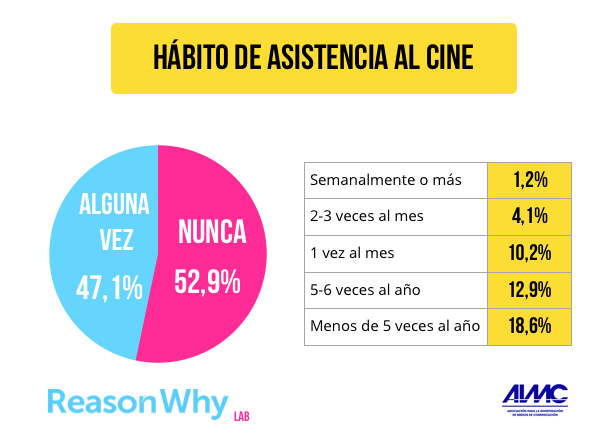 HÁBITO DE ASISTENCIA AL CINE
ALGUNA
VEZ
47,1%
NUNCA
52,9%
Semanalmente o más 1,2%
2-3 veces al mes 4,1%
1 vez al mes 10,2%
5-6 veces al año 12,9%
Menos de 5 veces al año 18,6%
ReasonWhy
.LAB
AIMC
ASOCIACIÓN PARA LA INVESTIGACIÓN
DE MEDIOS DE COMUNICACIÓN